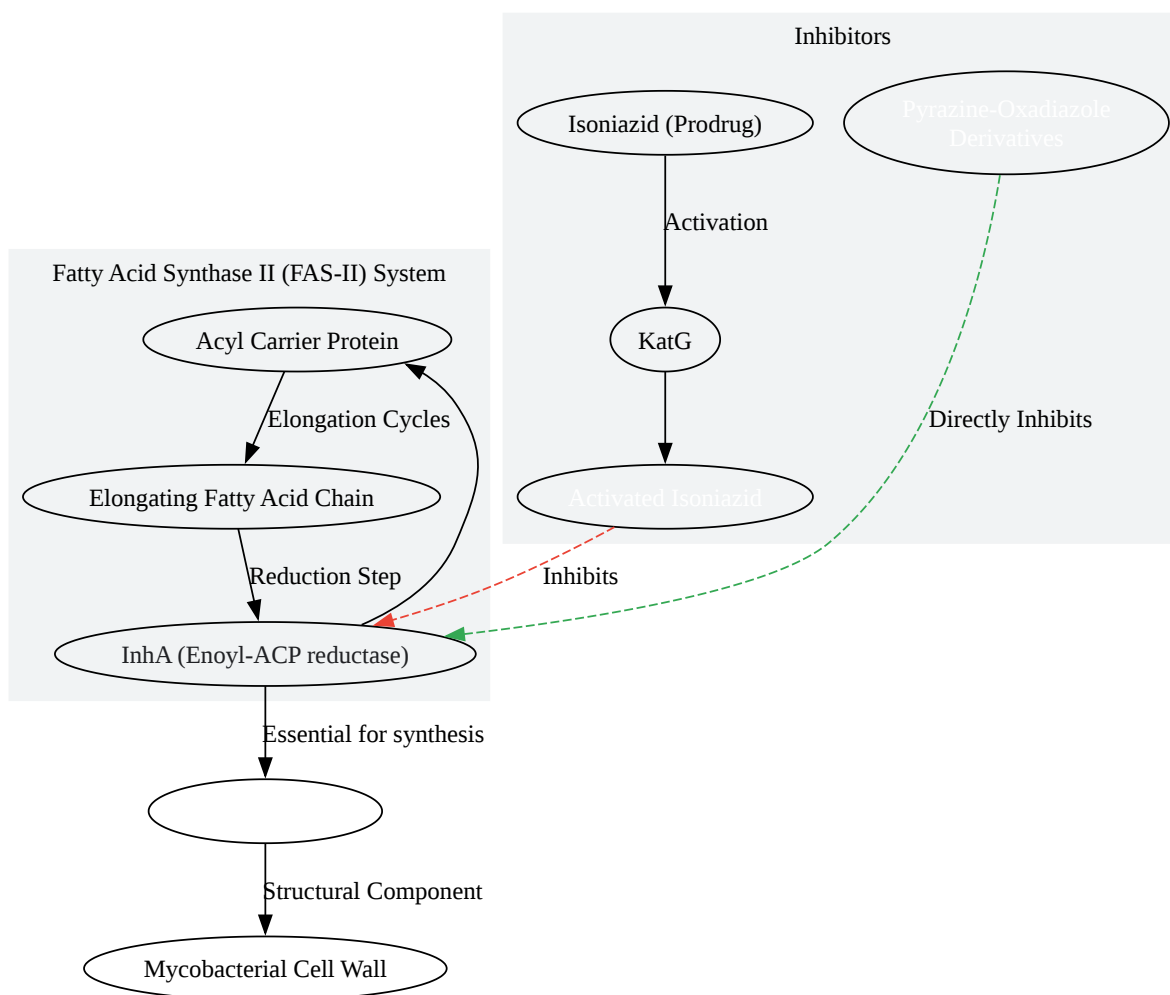 Inhibitors
Isoniazid (Prodrug)
Pyrazine-Oxadiazole
Derivatives
Activation
Fatty Acid Synthase II (FAS-II) System
Acyl Carrier Protein
KatG
Elongation Cycles
Directly Inhibits
Elongating Fatty Acid Chain
Activated Isoniazid
Reduction Step
Inhibits
InhA (Enoyl-ACP reductase)
Essential for synthesis
Structural Component
Mycobacterial Cell Wall